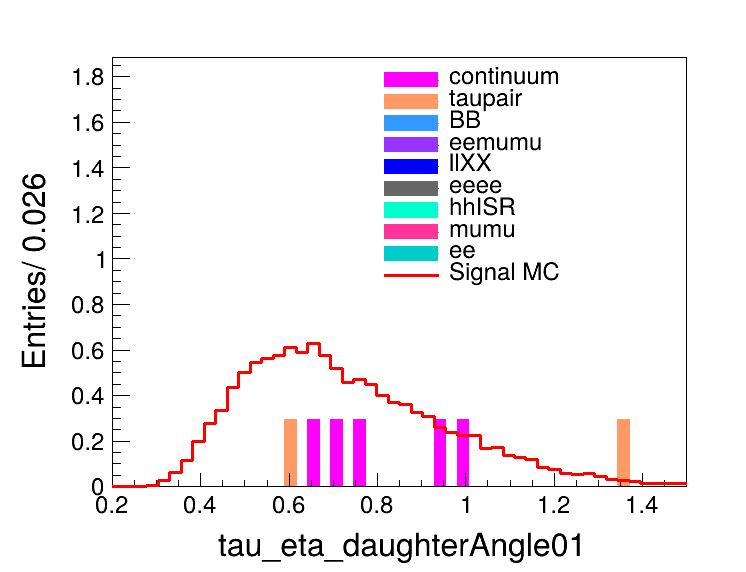 Entries/ 0.026
1.8
1.6
1.4
1.2
1
0.8
0.6
0.4
0.2
0
continuum
taupair
BB
eemumu
llXX
eeee
hhISR
mumu
ee
Signal MC
0.2 0.4 0.6 0.8 1 1.2 1.4
tau_eta_daughterAngle01